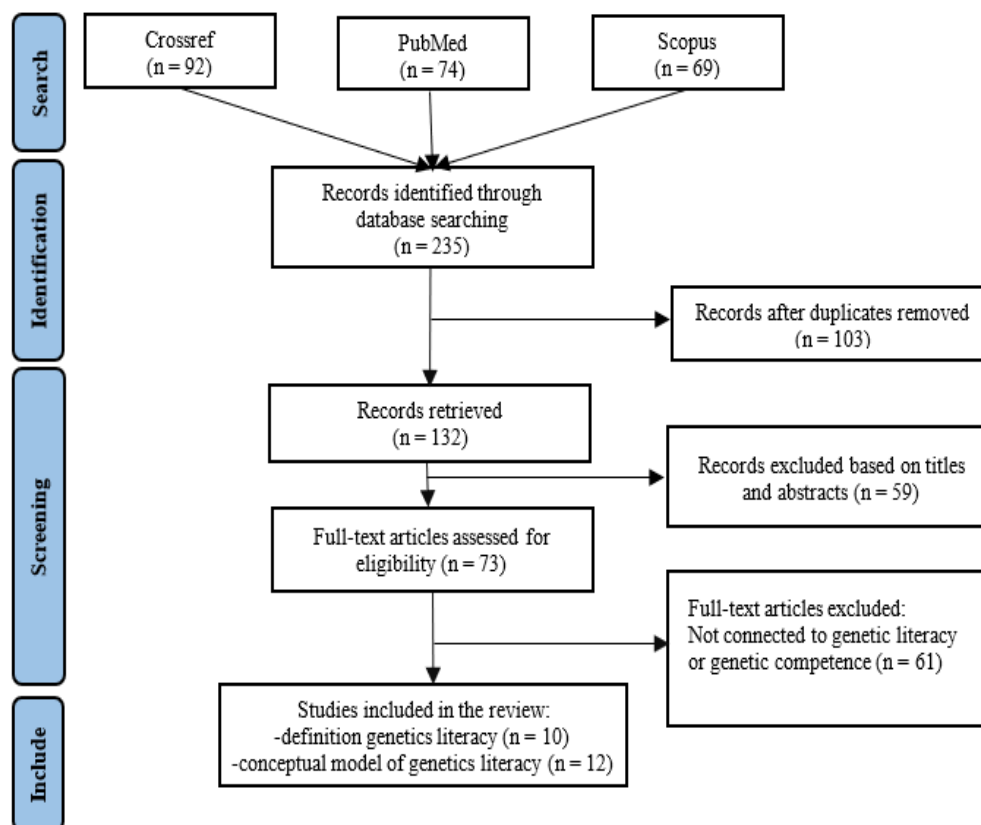 Search
Crossref
(n = 92)
PubMed
(n = 74)
Scopus
(n = 69)
Identification
Records identified through
database searching
(n = 235)
Records after duplicates removed
(n = 103)
Screening
Records retrieved
(n = 132)
Records excluded based on titles
and abstracts (n = 59)
Full-text articles assessed for
eligibility (n = 73)
Full-text articles excluded:
Not connected to genetic literacy
or genetic competence (n = 61)
Include
Studies included in the review:
-definition genetics literacy (n = 10)
-conceptual model of genetics literacy (n = 12)